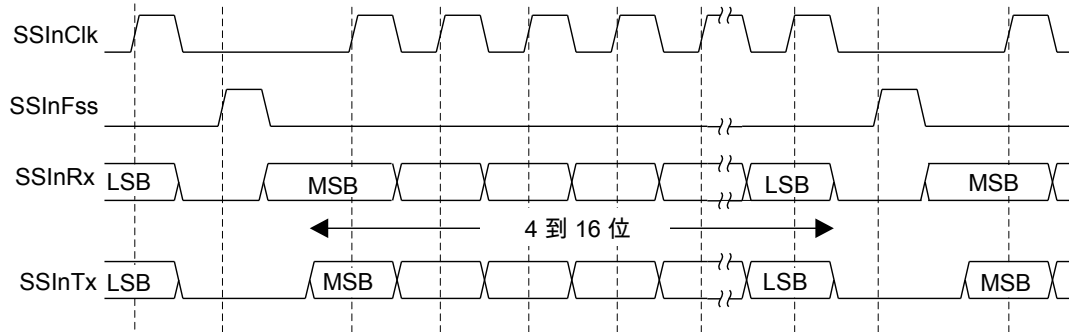 SSInClk
SSInFss
SSInRx LSB MSB LSB MSB
4 到 16 位
SSInTx LSB MSB LSB MSB